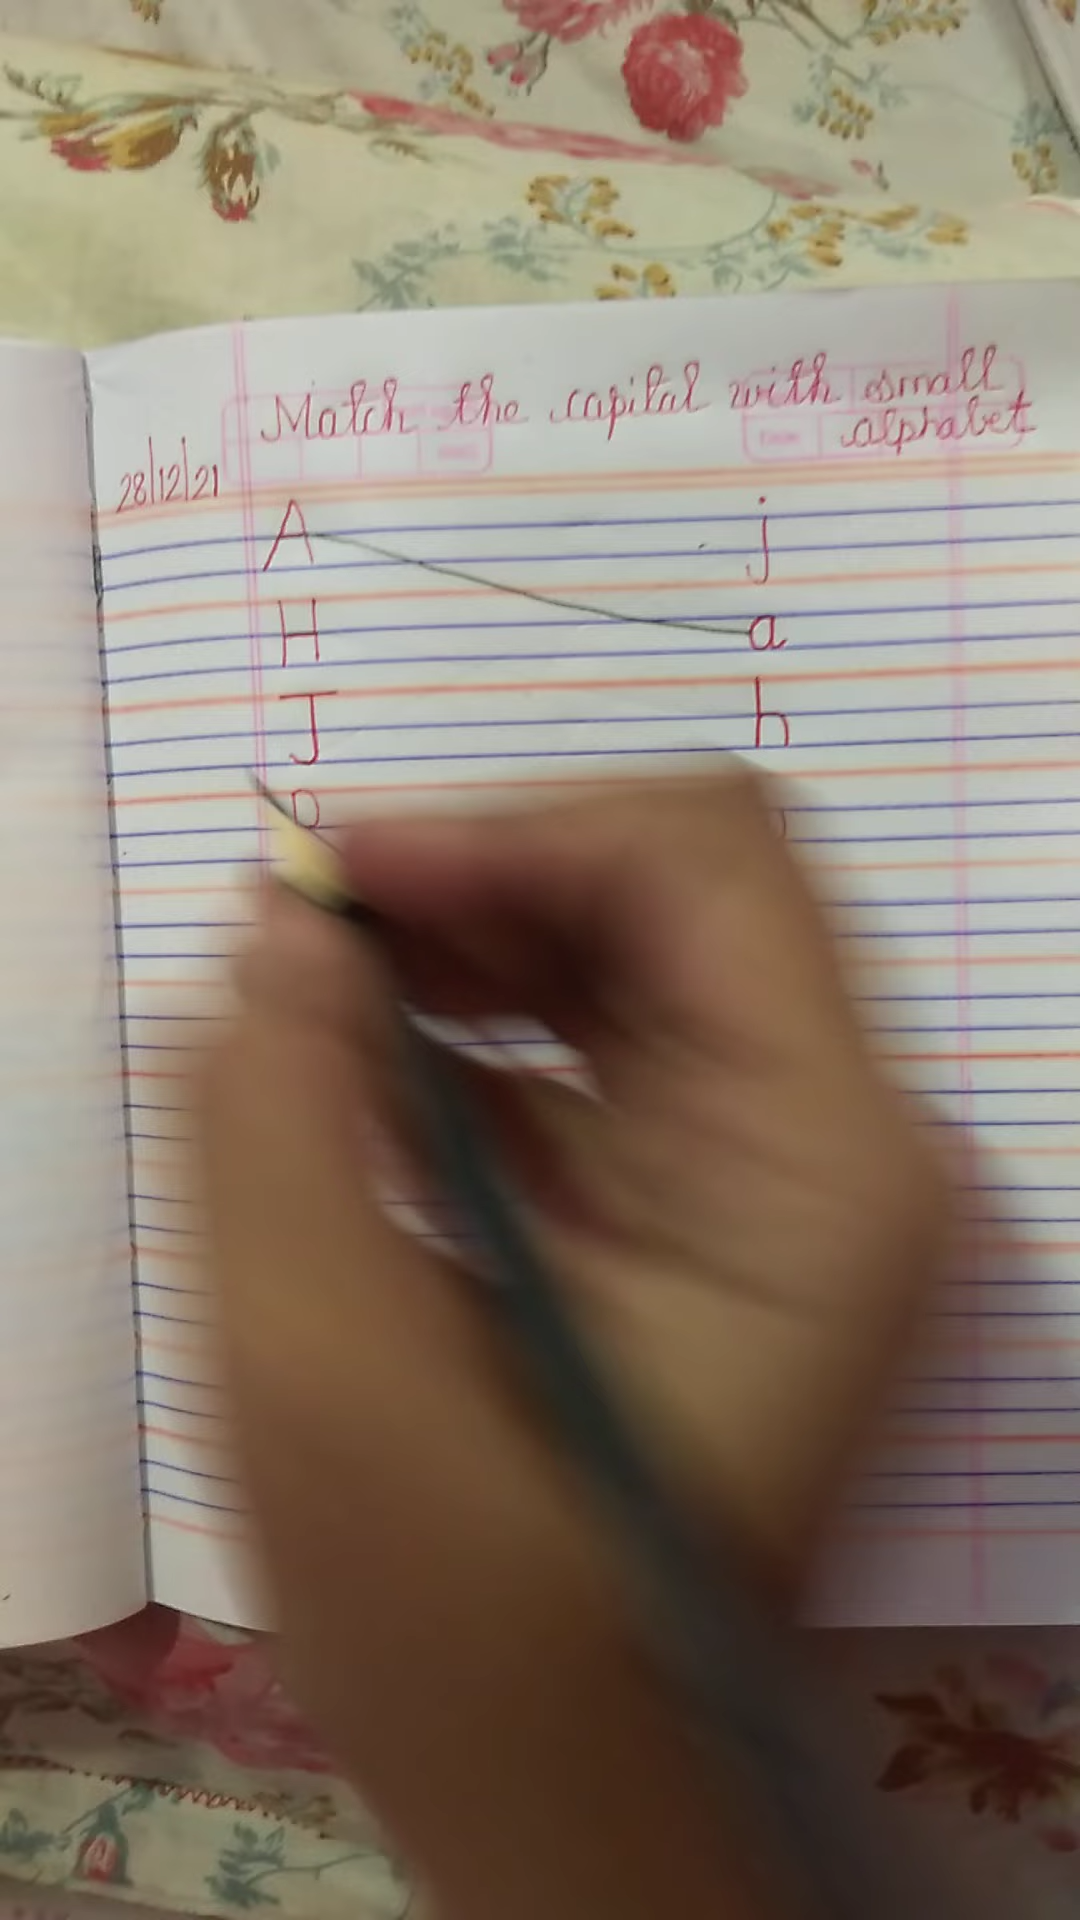 Match the capital with small
alphabet
28/12/21
A j
H a
J h